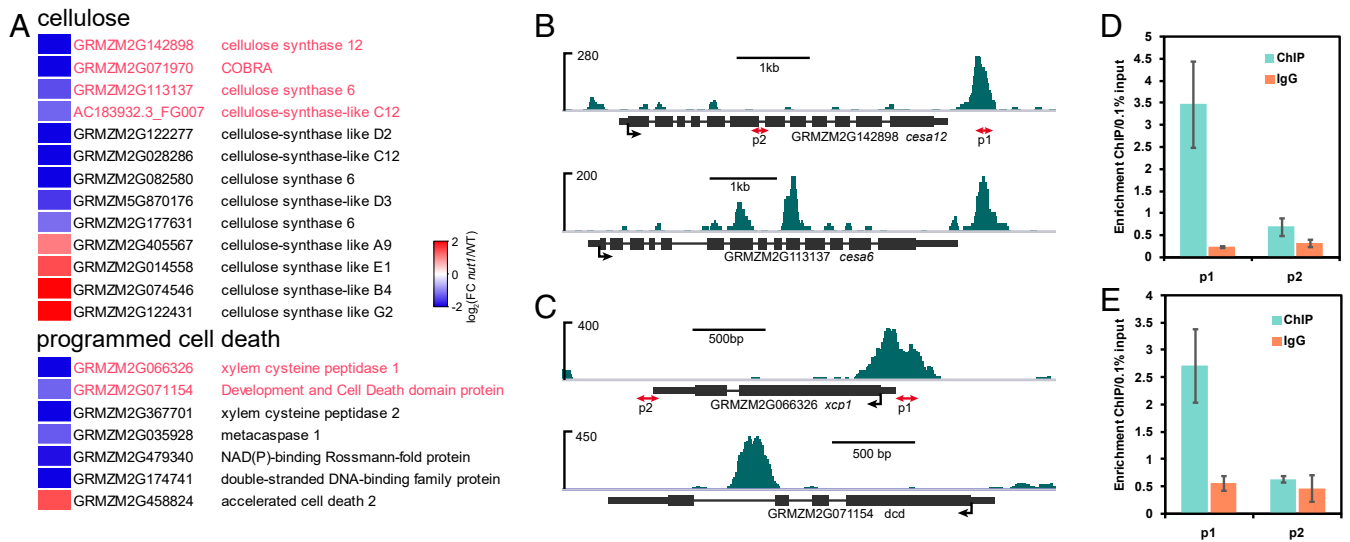 A
cellulose
GRMZM2G142898 cellulose synthase 12
GRMZM2G071970 COBRA
GRMZM2G113137 cellulose synthase 6
AC183932.3_FG007 cellulose-synthase-like C12
GRMZM2G122277 cellulose-synthase like D2
GRMZM2G028286 cellulose-synthase-like C12
GRMZM2G082580 cellulose synthase 6
GRMZM5G870176 cellulose-synthase-like D3
GRMZM2G177631 cellulose synthase 6
GRMZM2G405567 cellulose-synthase like A9
GRMZM2G014558 cellulose synthase like E1
GRMZM2G074546 cellulose synthase-like B4
GRMZM2G122431 cellulose synthase like G2
2
0
-2
log2(FC nut1/WT)
programmed cell death
GRMZM2G066326 xylem cysteine peptidase 1
GRMZM2G071154 Development and Cell Death domain protein
GRMZM2G367701 xylem cysteine peptidase 2
GRMZM2G035928 metacaspase 1
GRMZM2G479340 NAD(P)-binding Rossmann-fold protein
GRMZM2G174741 double-stranded DNA-binding family protein
GRMZM2G458824 accelerated cell death 2
B
280
1kb
GRMZM2G142898 cesa12
p2
p1
200
1kb
GRMZM2G113137 cesa6
C
400
500bp
GRMZM2G066326 xcp1
p2
p1
450
500 bp
GRMZM2G071154 dcd
D
Enrichment ChIP/0.1% input
5
4.5
4
3.5
3
2.5
2
1.5
1
0.5
0
ChIP
IgG
p1
p2
E
Enrichment ChIP/0.1% input
4
3.5
3
2.5
2
1.5
1
0.5
0
ChIP
IgG
p1
p2